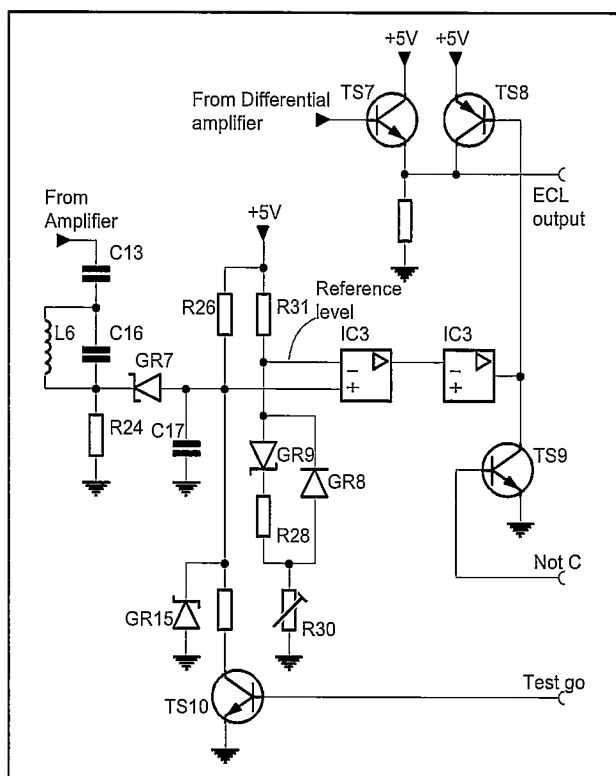 +5V
+5V
TS7
TS8
From Differential
amplifier
ECL
output
From
Amplifier
+5V
C13
R26
R31
Reference
level
IC3
IC3
L6
C16
GR7
−
+
−
+
R24
C17
GR9
GR8
TS9
R28
Not C
GR15
R30
TS10
Test go